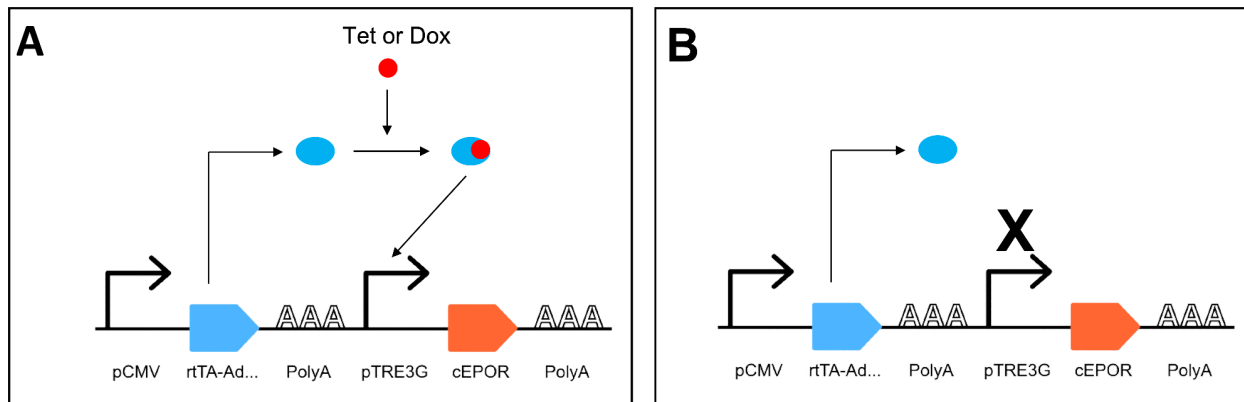 A
Tet or Dox
AAA
AAA
pCMV rtTA-Ad... PolyA pTRE3G cEPOR PolyA
B
X
AAA
AAA
pCMV rtTA-Ad... PolyA pTRE3G cEPOR PolyA